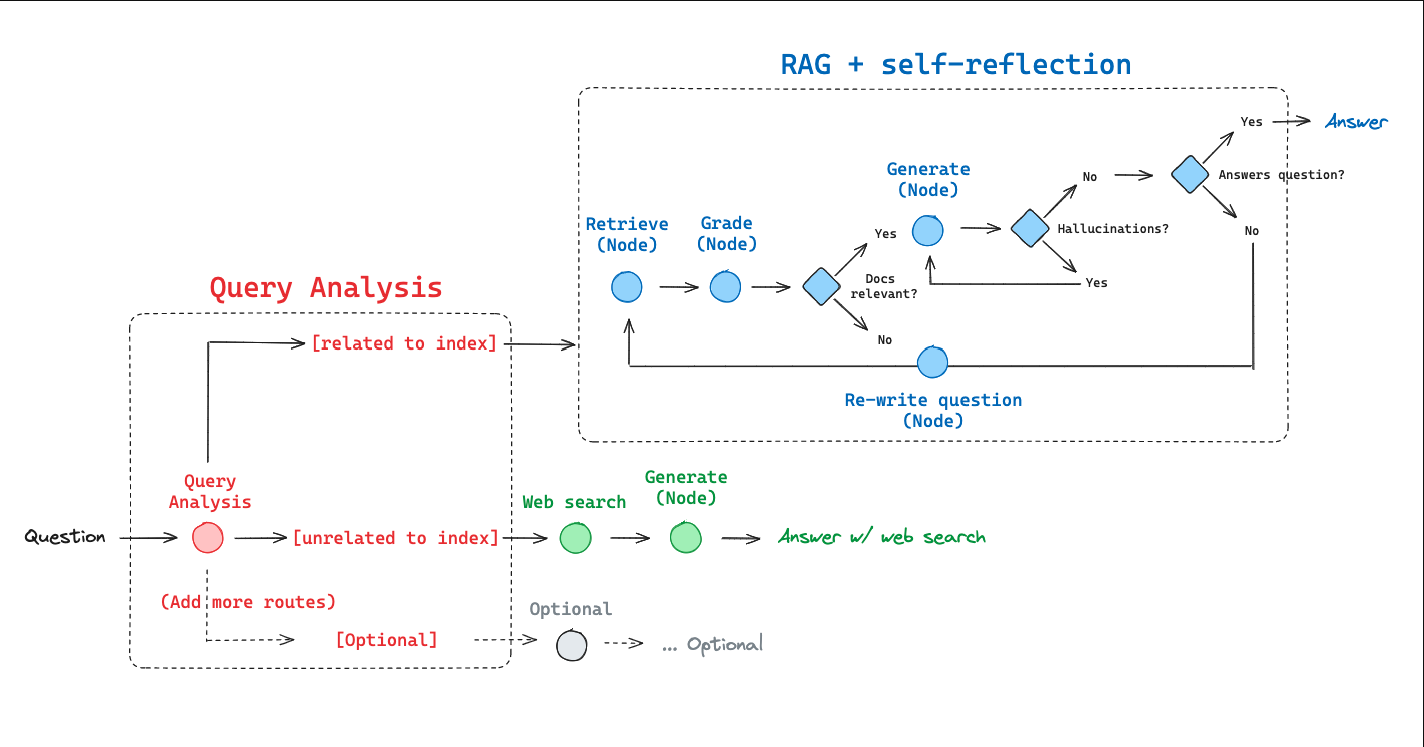 RAG + self-reflection
Yes
Answer
Answers question?
No
No
Generate
(Node)
Hallucinations?
Yes
Retrieve
(Node)
Grade
(Node)
Yes
Docs
relevant?
No
Re-write question
(Node)
Query Analysis
[related to index]
Query
Analysis
Question
[unrelated to index]
Web search
Generate
(Node)
Answer w/ web search
(Add more routes)
[Optional]
Optional
... Optional